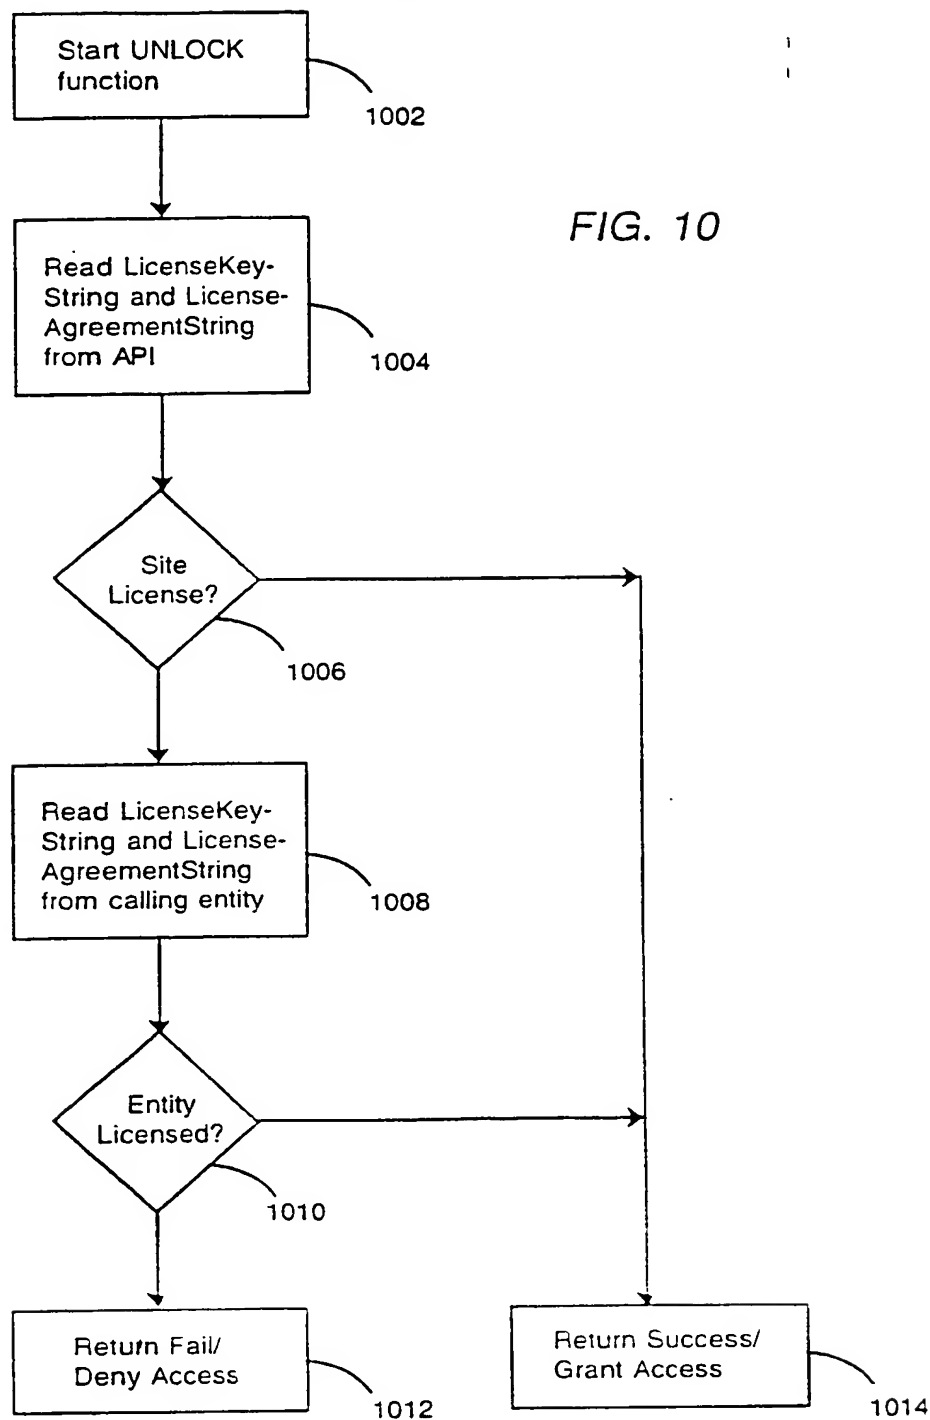 Start UNLOCK
function
1002
FIG. 10
Read LicenseKey-
String and License-
AgreementString
from API
1004
Site
License?
1006
Read LicenseKey-
String and License-
AgreementString
from calling entity
1008
Entity
Licensed?
1010
Return Fail/
Deny Access
1012
Return Success/
Grant Access
1014